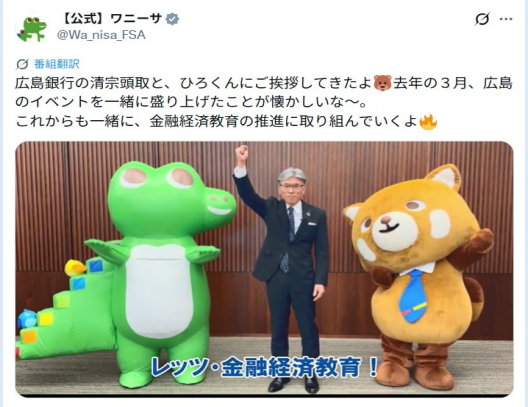 【公式】ワニーサ
@Wa_nisa_FSA
番組翻訳
広島銀行の清宗頭取と、ひろくんにご挨拶してきたよ🐻去年の３月、広島
のイベントを一緒に盛り上げたことが懐かしいな～。
これからも一緒に、金融経済教育の推進に取り組んでいくよ🔥
レッツ・金融経済教育！